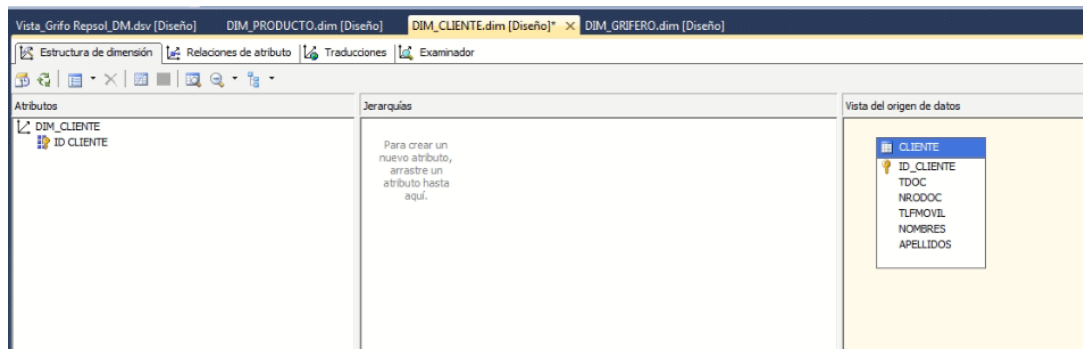 Vista_Grifo Repsol_DM.dsv [Diseño] DIM_PRODUCTO.dim [Diseño] DIM_CLIENTE.dim [Diseño]* DIM_GRIFERO.dim [Diseño]
Estructura de dimensión Relaciones de atributo Traducciones Examinador
Atributos Jerarquías Vista del origen de datos
DIM_CLIENTE
ID CLIENTE
Para crear un
nuevo atributo,
arrastre un
atributo hasta
aquí.
CLIENTE
ID_CLIENTE
TDOC
NRODOC
TLFMOVIL
NOMBRES
APELLIDOS